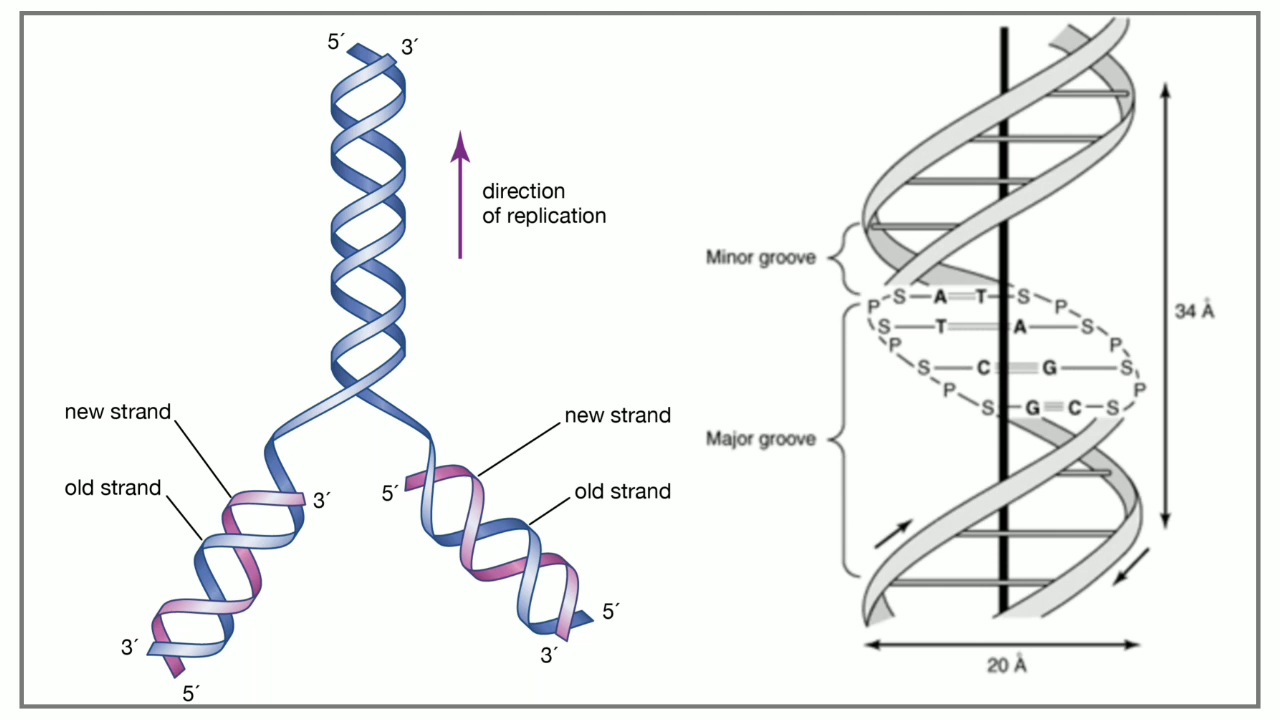 5´ 3´
direction
of replication
new strand
old strand
3´
3´
5´
new strand
5´
old strand
5´
3´
Minor groove
Major groove
S A T S
P P
S T A S
P P
S C G S
P P
S G C S
34 Å
20 Å